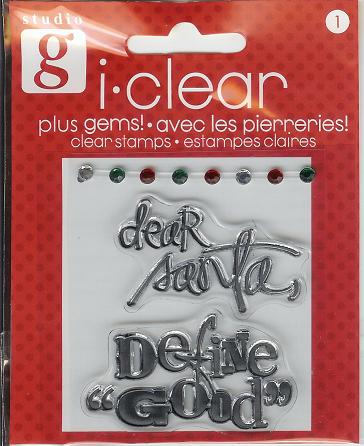 studio
g
1
i·clear
plus gems!·avec les pierreries!
clear stamps·estampes claires
deaR
santa,
Define
“GOOD”